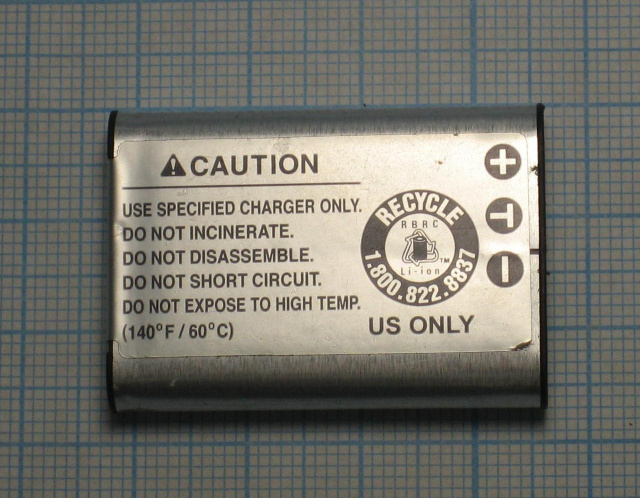 CAUTION
USE SPECIFIED CHARGER ONLY.
DO NOT INCINERATE.
DO NOT DISASSEMBLE.
DO NOT SHORT CIRCUIT.
DO NOT EXPOSE TO HIGH TEMP.
(140°F / 60°C)
RECYCLE
RBRC
TM
Li-ion
1.800.822.8837
US ONLY
+
T
–